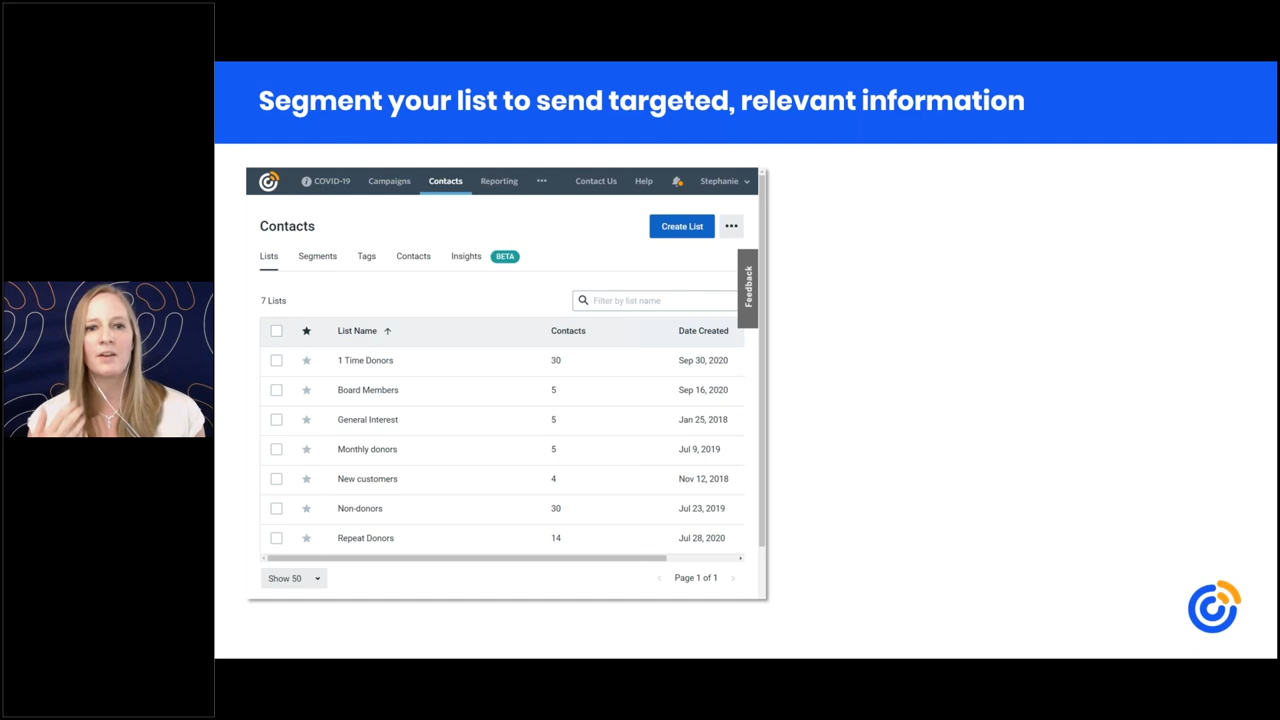 Segment your list to send targeted, relevant information
COVID-19 Campaigns Contacts Reporting ••• Contact Us Help Stephanie
Contacts
Create List •••
Lists Segments Tags Contacts Insights BETA
Feedback
7 Lists
Filter by list name
List Name Contacts Date Created
1 Time Donors 30 Sep 30, 2020
Board Members 5 Sep 16, 2020
General Interest 5 Jan 25, 2018
Monthly donors 5 Jul 9, 2019
New customers 4 Nov 12, 2018
Non-donors 30 Jul 23, 2019
Repeat Donors 14 Jul 28, 2020
Show 50 Page 1 of 1